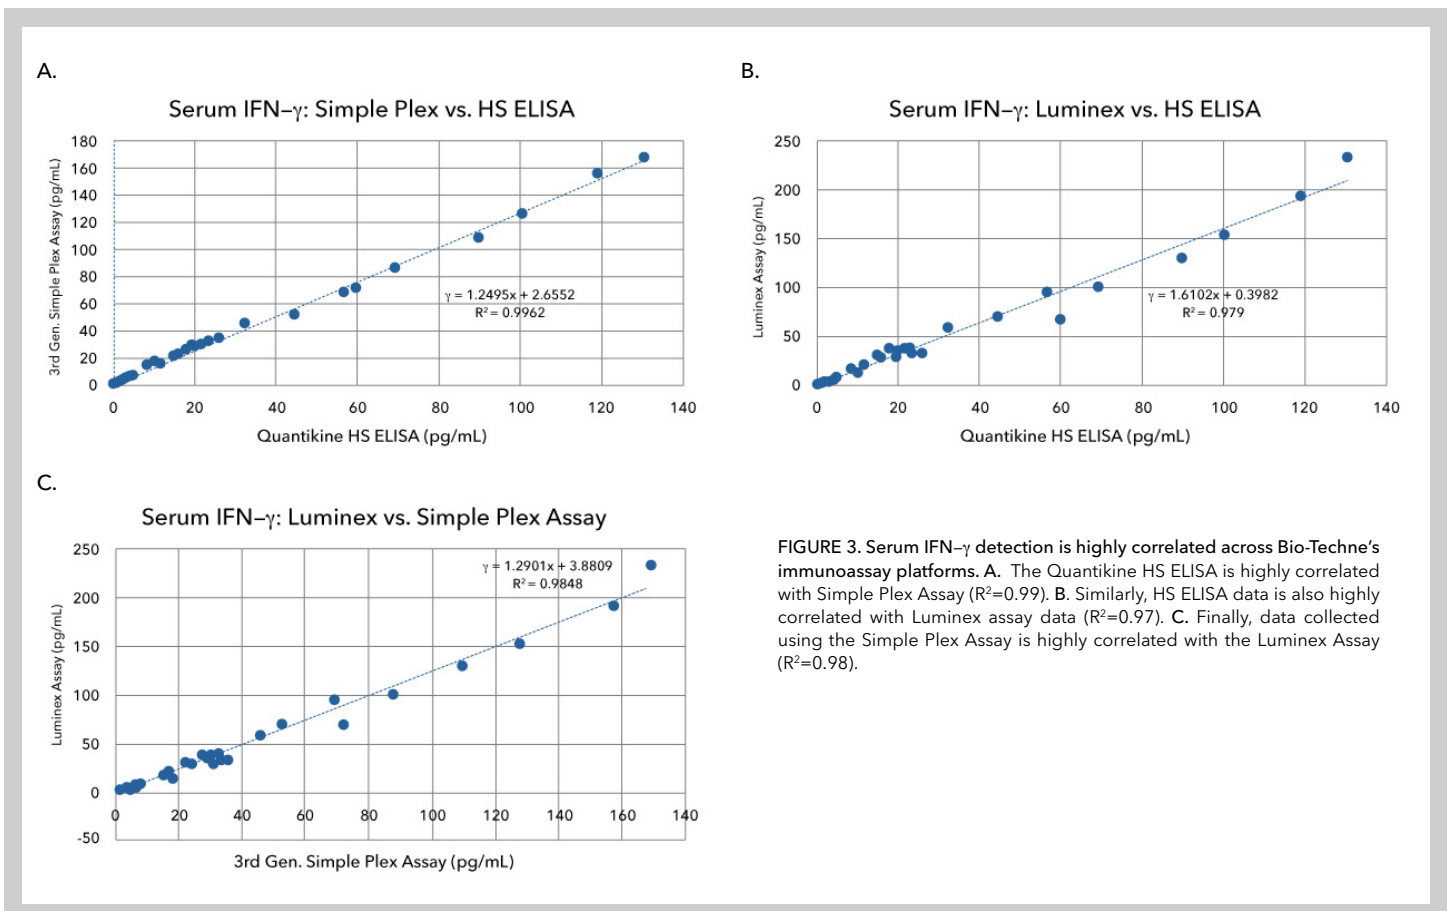 A.
Serum IFN–γ: Simple Plex vs. HS ELISA
3rd Gen. Simple Plex Assay (pg/mL)
180
160
140
120
100
80
60
40
20
0
γ = 1.2495x + 2.6552
R² = 0.9962
0 20 40 60 80 100 120 140
Quantikine HS ELISA (pg/mL)
B.
Serum IFN–γ: Luminex vs. HS ELISA
Luminex Assay (pg/mL)
250
200
150
100
50
0
γ = 1.6102x + 0.3982
R² = 0.979
0 20 40 60 80 100 120 140
Quantikine HS ELISA (pg/mL)
C.
Serum IFN–γ: Luminex vs. Simple Plex Assay
Luminex Assay (pg/mL)
250
200
150
100
50
0
-50
γ = 1.2901x + 3.8809
R² = 0.9848
0 20 40 60 80 100 120 140 160 140
3rd Gen. Simple Plex Assay (pg/mL)
FIGURE 3. Serum IFN–γ detection is highly correlated across Bio-Techne’s
immunoassay platforms. A. The Quantikine HS ELISA is highly correlated
with Simple Plex Assay (R²=0.99). B. Similarly, HS ELISA data is also highly
correlated with Luminex assay data (R²=0.97). C. Finally, data collected
using the Simple Plex Assay is highly correlated with the Luminex Assay
(R²=0.98).